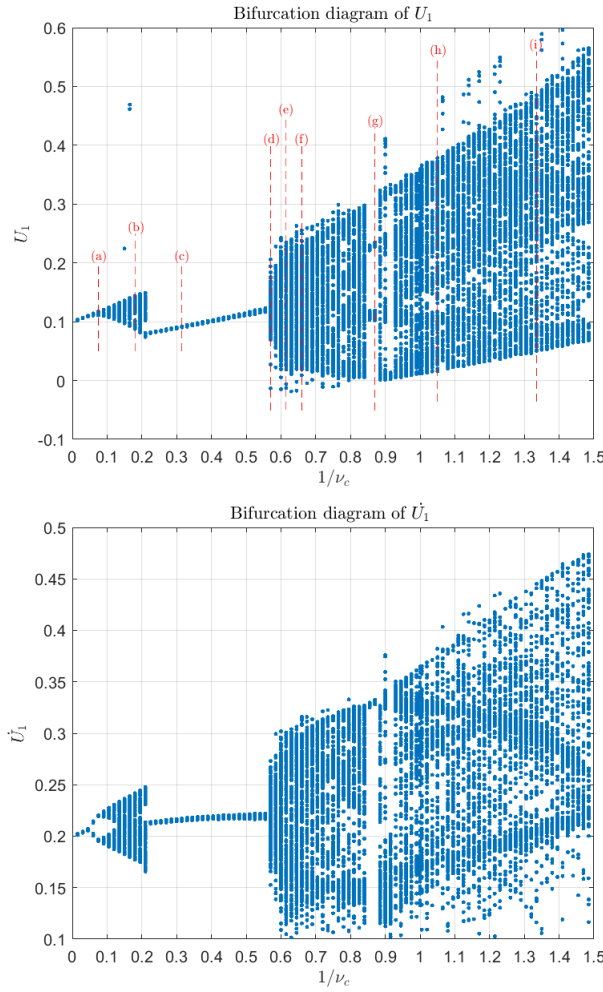 Bifurcation diagram of U₁
0.6
0.5
0.4
0.3
0.2
0.1
0
-0.1
U₁
(a)
(b)
(c)
(d)
(e)
(f)
(g)
(h)
(i)
0 0.1 0.2 0.3 0.4 0.5 0.6 0.7 0.8 0.9 1.0 1.1 1.2 1.3 1.4 1.5
1/ν_c
Bifurcation diagram of U̇₁
0.5
0.45
0.4
0.35
0.3
0.25
0.2
0.15
0.1
U̇₁
0 0.1 0.2 0.3 0.4 0.5 0.6 0.7 0.8 0.9 1.0 1.1 1.2 1.3 1.4 1.5
1/ν_c